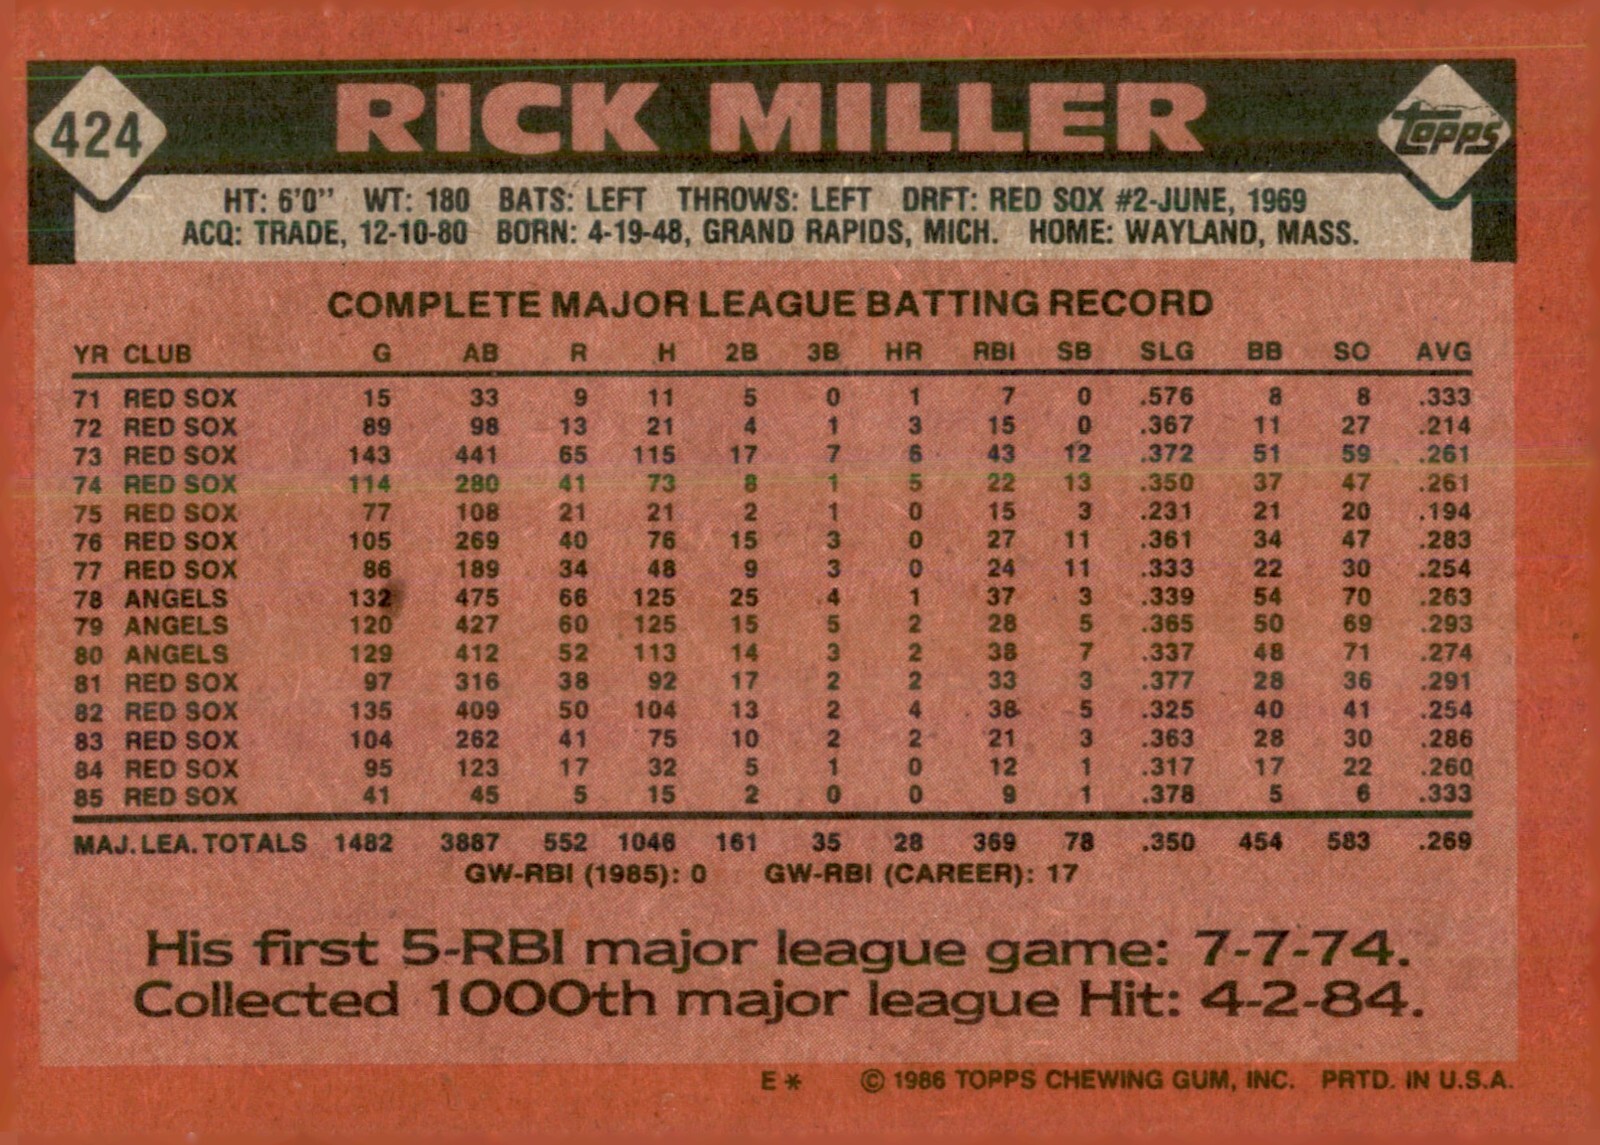 424 RICK MILLER TOPPS
HT: 6'0" WT: 180 BATS: LEFT THROWS: LEFT DRFT: RED SOX #2-JUNE, 1969
ACQ: TRADE, 12-10-80 BORN: 4-19-48, GRAND RAPIDS, MICH. HOME: WAYLAND, MASS.
COMPLETE MAJOR LEAGUE BATTING RECORD
YR CLUB G AB R H 2B 3B HR RBI SB SLG BB SO AVG
71 RED SOX 15 33 9 11 5 0 1 7 0 .576 8 8 .333
72 RED SOX 89 98 13 21 4 1 3 15 0 .367 11 27 .214
73 RED SOX 143 441 65 115 17 7 6 43 12 .372 51 59 .261
74 RED SOX 114 280 41 73 8 1 5 22 13 .350 37 47 .261
75 RED SOX 77 108 21 21 2 1 0 15 3 .231 21 20 .194
76 RED SOX 105 269 40 76 15 3 0 27 11 .361 34 47 .283
77 RED SOX 86 189 34 48 9 3 0 24 11 .333 22 30 .254
78 ANGELS 132 475 66 125 25 4 1 37 3 .339 54 70 .263
79 ANGELS 120 427 60 125 15 5 2 28 5 .365 50 69 .293
80 ANGELS 129 412 52 113 14 3 2 38 7 .337 48 71 .274
81 RED SOX 97 316 38 92 17 2 2 33 3 .377 28 36 .291
82 RED SOX 135 409 50 104 13 2 4 38 5 .325 40 41 .254
83 RED SOX 104 262 41 75 10 2 2 21 3 .363 28 30 .286
84 RED SOX 95 123 17 32 5 1 0 12 1 .317 17 22 .260
85 RED SOX 41 45 5 15 2 0 0 9 1 .378 5 6 .333
MAJ. LEA. TOTALS 1482 3887 552 1046 161 35 28 369 78 .350 454 583 .269
GW-RBI (1985): 0 GW-RBI (CAREER): 17
His first 5-RBI major league game: 7-7-74.
Collected 1000th major league Hit: 4-2-84.
E* © 1986 TOPPS CHEWING GUM, INC. PRTD. IN U.S.A.